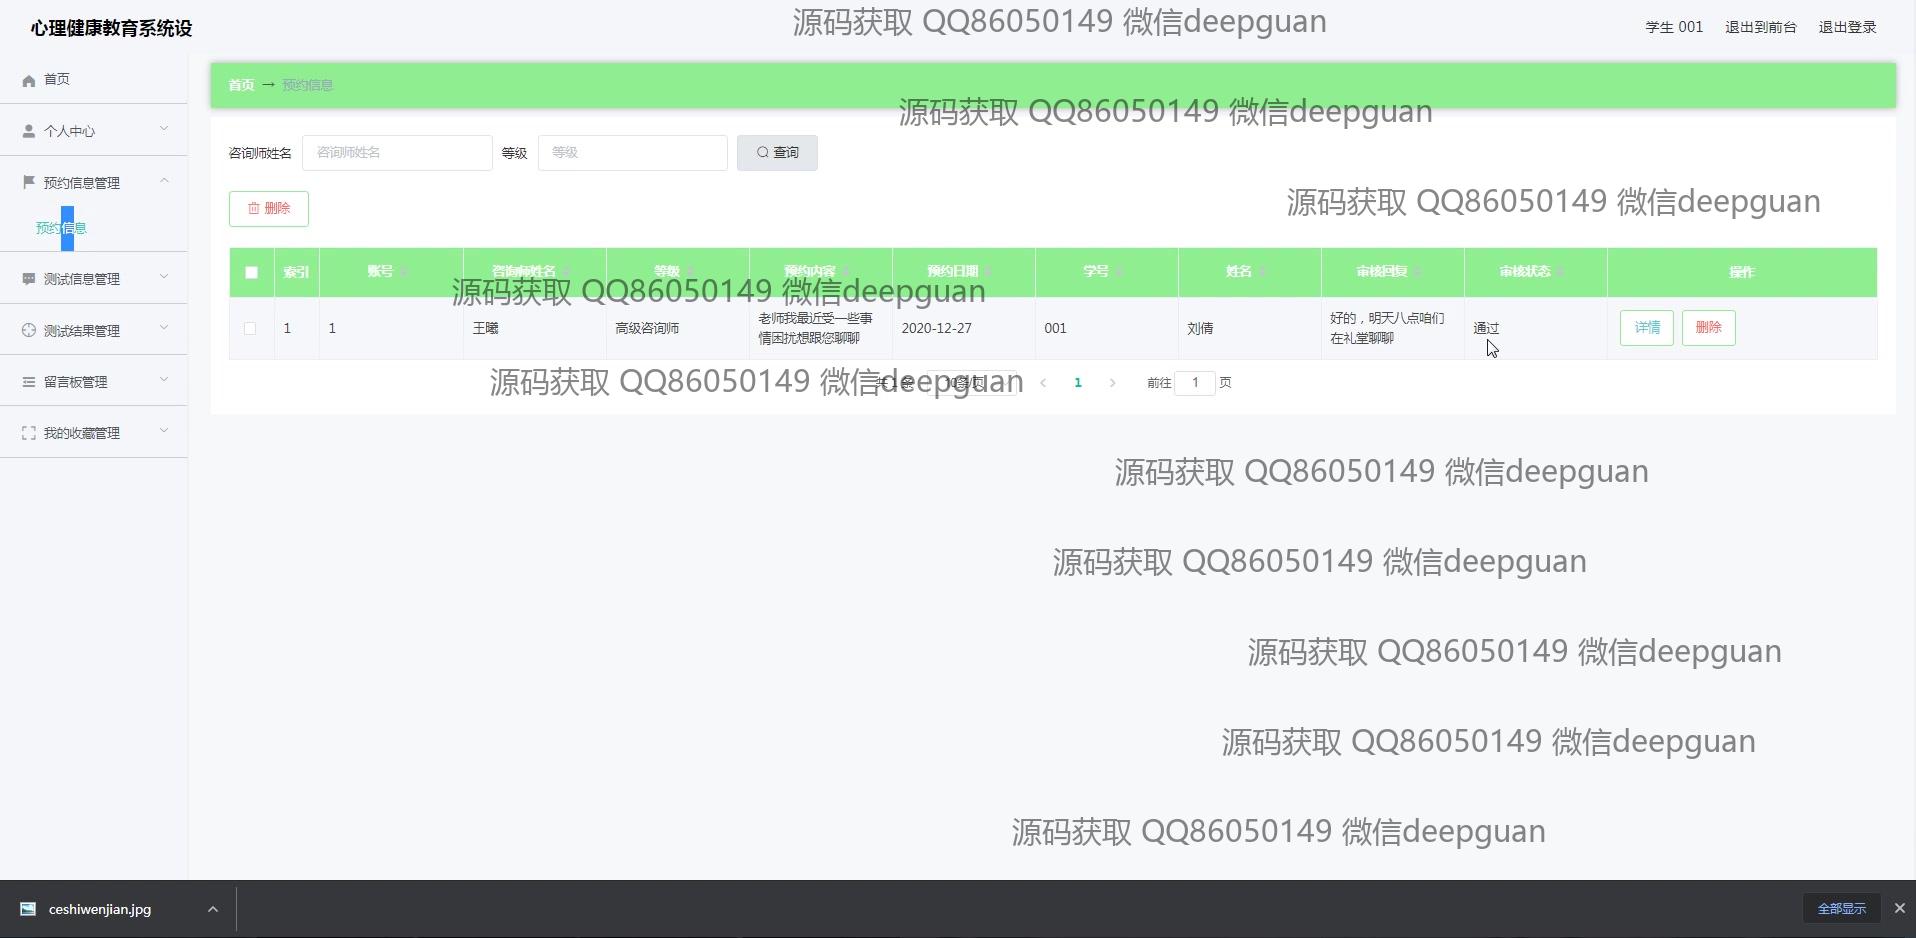 心理健康教育系统设
源码获取 QQ86050149 微信deepguan
学生 001 退出到前台 退出登录
首页
个人中心
预约信息管理
预约信息
测试信息管理
测试结果管理
留言板管理
我的收藏管理
首页 → 预约信息
源码获取 QQ86050149 微信deepguan
咨询师姓名 咨询师姓名 等级 等级 查询
源码获取 QQ86050149 微信deepguan
删除
索引 账号 咨询师姓名 等级 预约内容 预约日期 学号 姓名 审核回复 审核状态 操作
源码获取 QQ86050149 微信deepguan
1 1 王曦 高级咨询师 老师我最近受一些事 2020-12-27 001 刘倩 好的，明天八点咱们 通过 详情 删除
情困扰想跟您聊聊 在礼堂聊聊
源码获取 QQ86050149 微信deepguan
共 1 条 10条/页 1 前往 1 页
源码获取 QQ86050149 微信deepguan
源码获取 QQ86050149 微信deepguan
源码获取 QQ86050149 微信deepguan
源码获取 QQ86050149 微信deepguan
源码获取 QQ86050149 微信deepguan
ceshiwenjian.jpg 全部显示